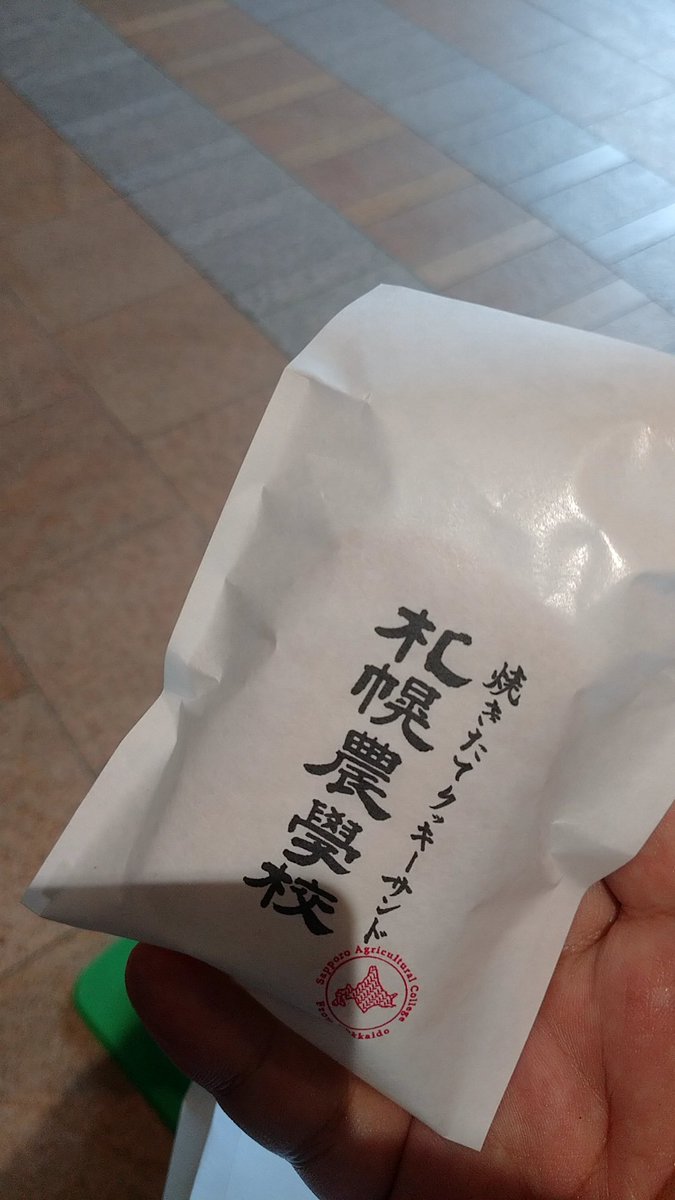 焼きたてクッキーサンド
札幌農學校
Sapporo Agricultural College
From Hokkaido